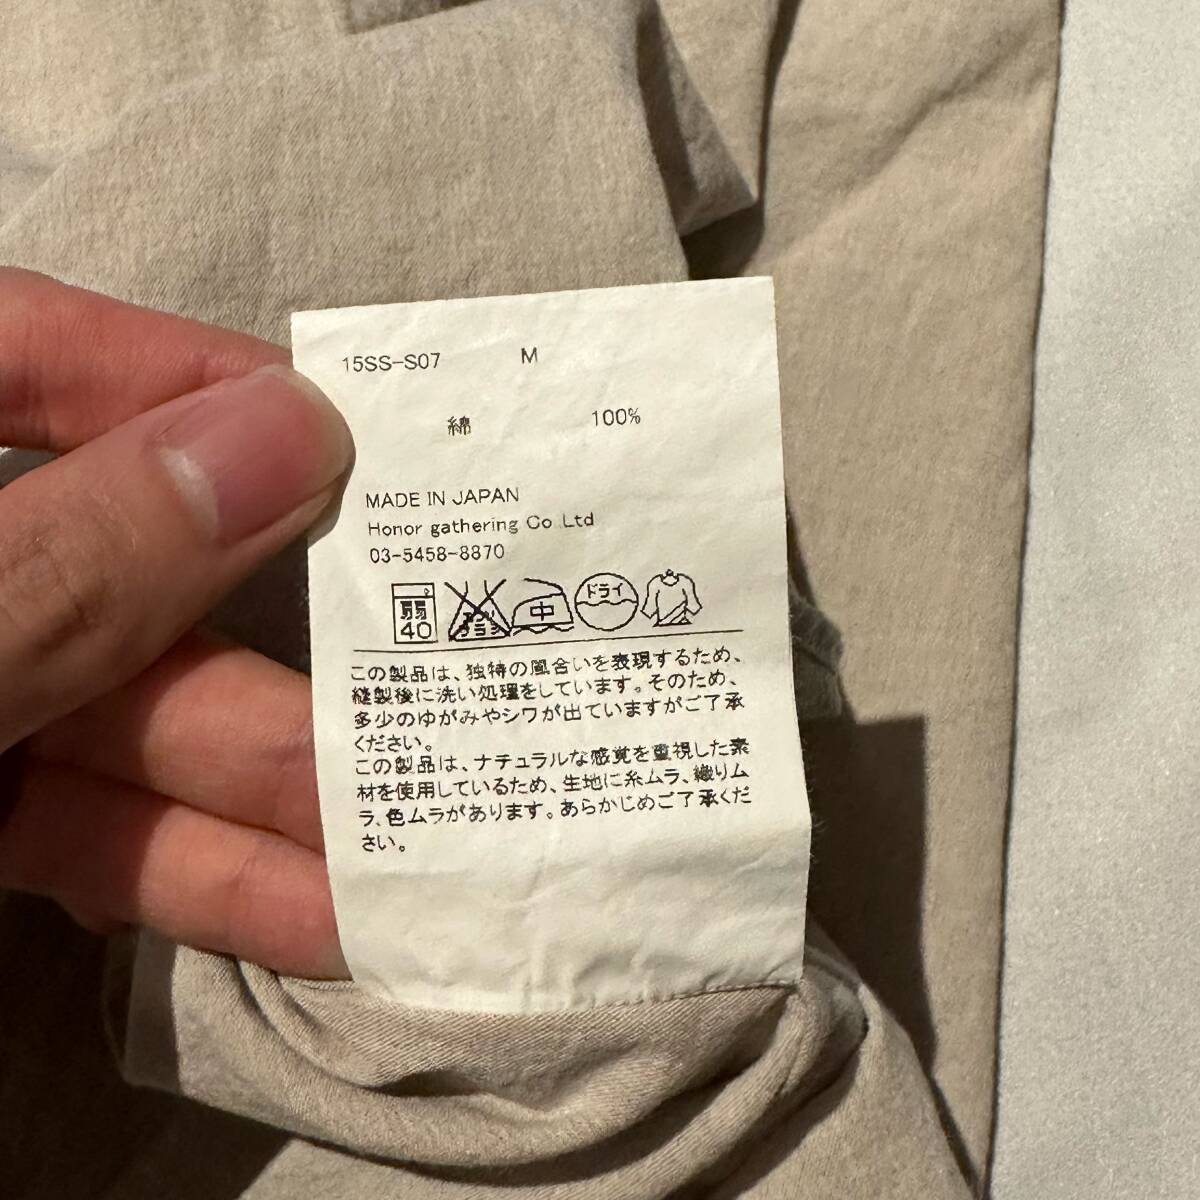 15SS-S07 M
綿 100%
MADE IN JAPAN
Honor gathering Co Ltd
03-5458-8870
弱 40 エンソ サラシ 中 ドライ
この製品は、独特の風合いを表現するため、
縫製後に洗い処理をしています。そのため、
多少のゆがみやシワが出ていますがご了承
ください。
この製品は、ナチュラルな感覚を重視した素
材を使用しているため、生地に糸ムラ、織りム
ラ、色ムラがあります。あらかじめご了承くだ
さい。